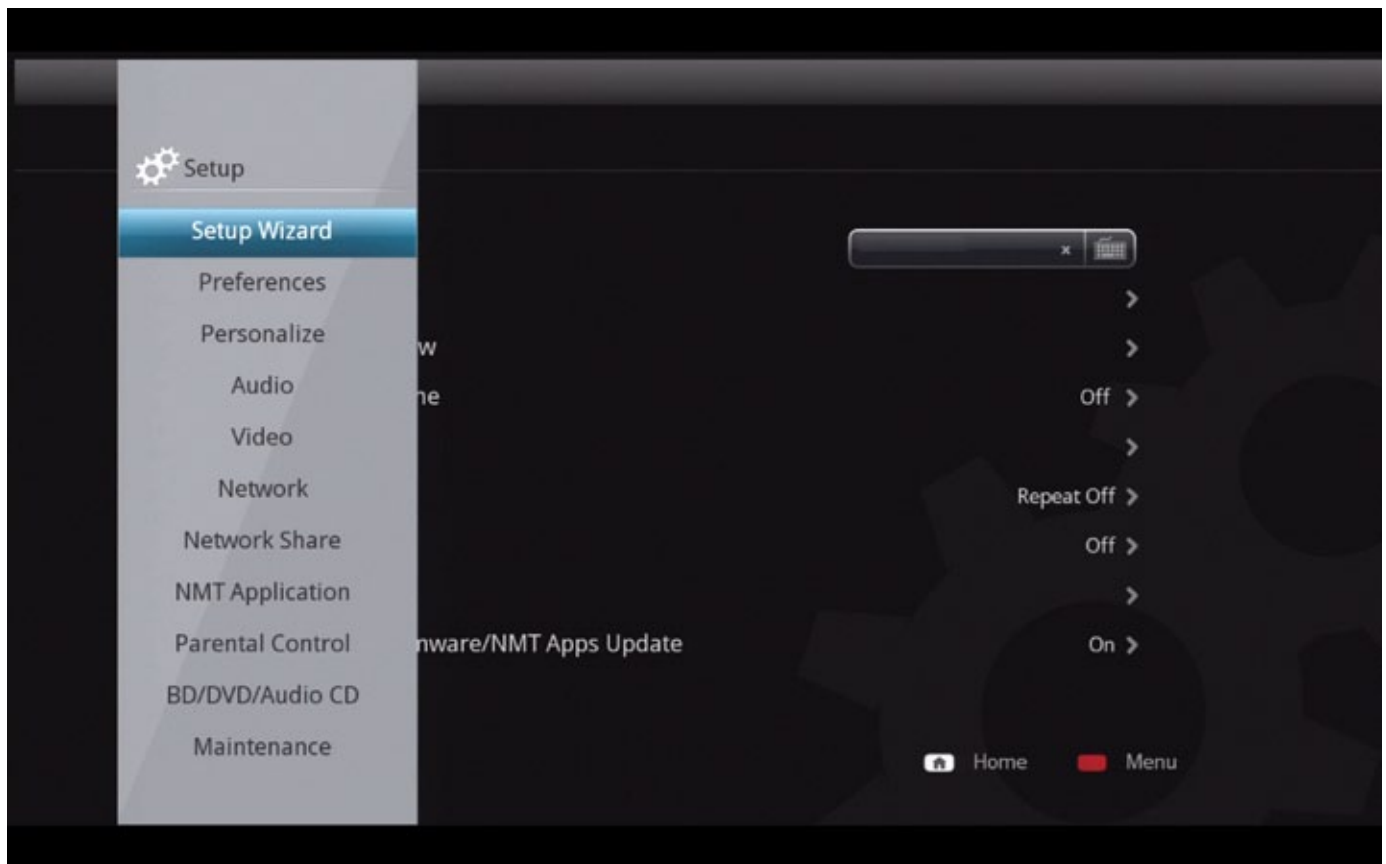 Setup
Setup Wizard
Preferences
Personalize
w
Audio
ne
Off
Video
Network
Repeat Off
Network Share
Off
NMT Application
Parental Control
nware/NMT Apps Update
On
BD/DVD/Audio CD
Maintenance
Home
Menu